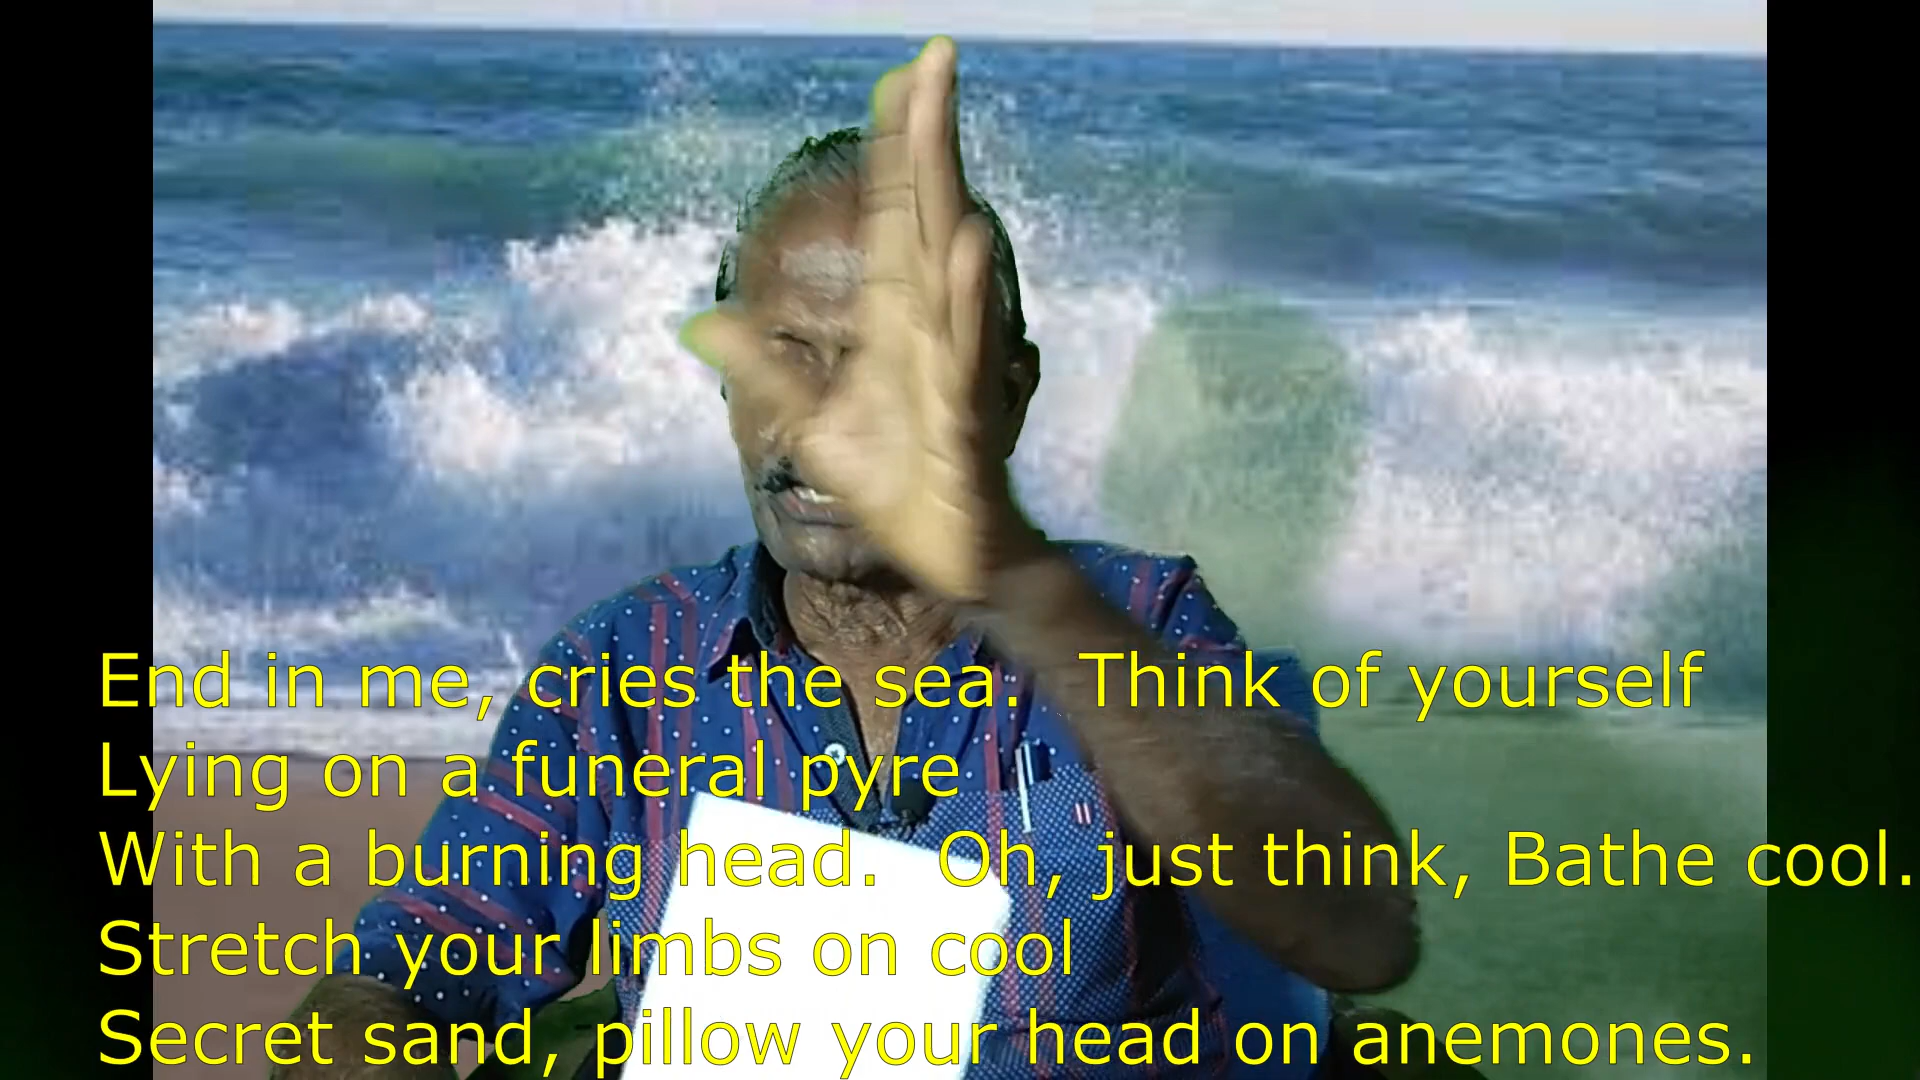 End in me, cries the sea. Think of yourself
Lying on a funeral pyre
With a burning head. Oh, just think, Bathe cool.
Stretch your limbs on cool
Secret sand, pillow your head on anemones.